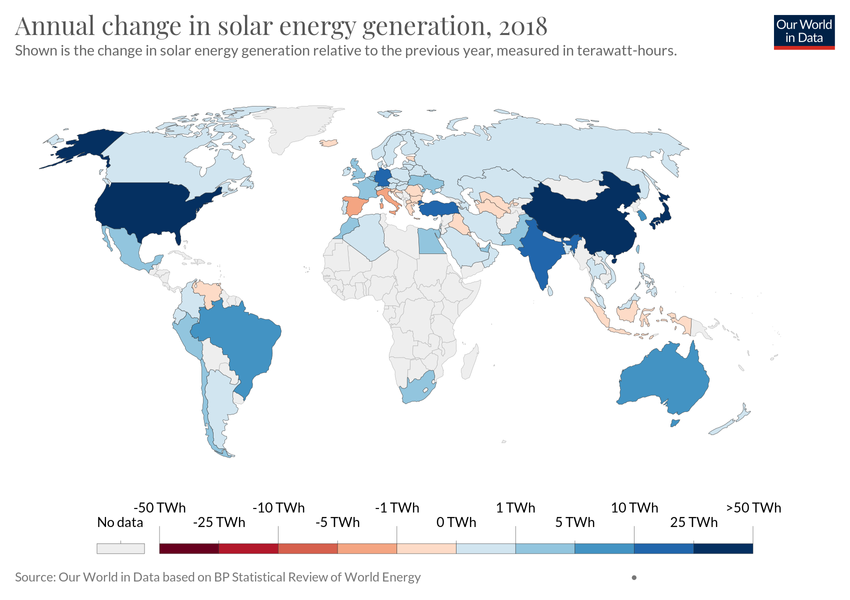 Annual change in solar energy generation, 2018
Our World
in Data
Shown is the change in solar energy generation relative to the previous year, measured in terawatt-hours.
-50 TWh -10 TWh -1 TWh 1 TWh 10 TWh >50 TWh
No data -25 TWh -5 TWh 0 TWh 5 TWh 25 TWh
Source: Our World in Data based on BP Statistical Review of World Energy